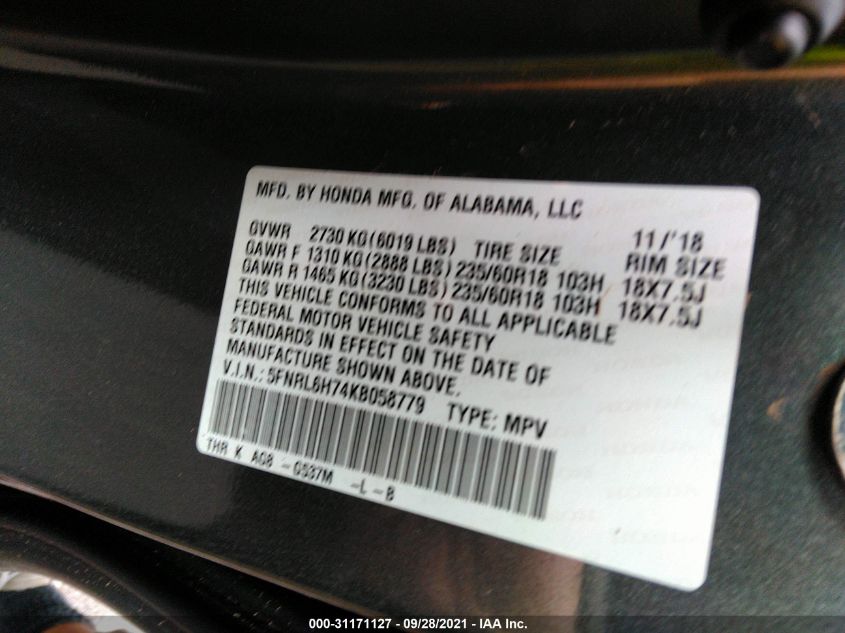 MFD. BY HONDA MFG. OF ALABAMA, LLC
11/'18
GVWR 2730 KG(6019 LBS) TIRE SIZE RIM SIZE
GAWR F 1310 KG(2888 LBS) 235/60R18 103H 18X7.5J
GAWR R 1465 KG(3230 LBS) 235/60R18 103H 18X7.5J
THIS VEHICLE CONFORMS TO ALL APPLICABLE
FEDERAL MOTOR VEHICLE SAFETY
STANDARDS IN EFFECT ON THE DATE OF
MANUFACTURE SHOWN ABOVE.
V.I.N.: 5FNRL6H74KB058779 TYPE: MPV
THR K A08 -G537M -L-B
000-31171127 - 09/28/2021 - IAA Inc.